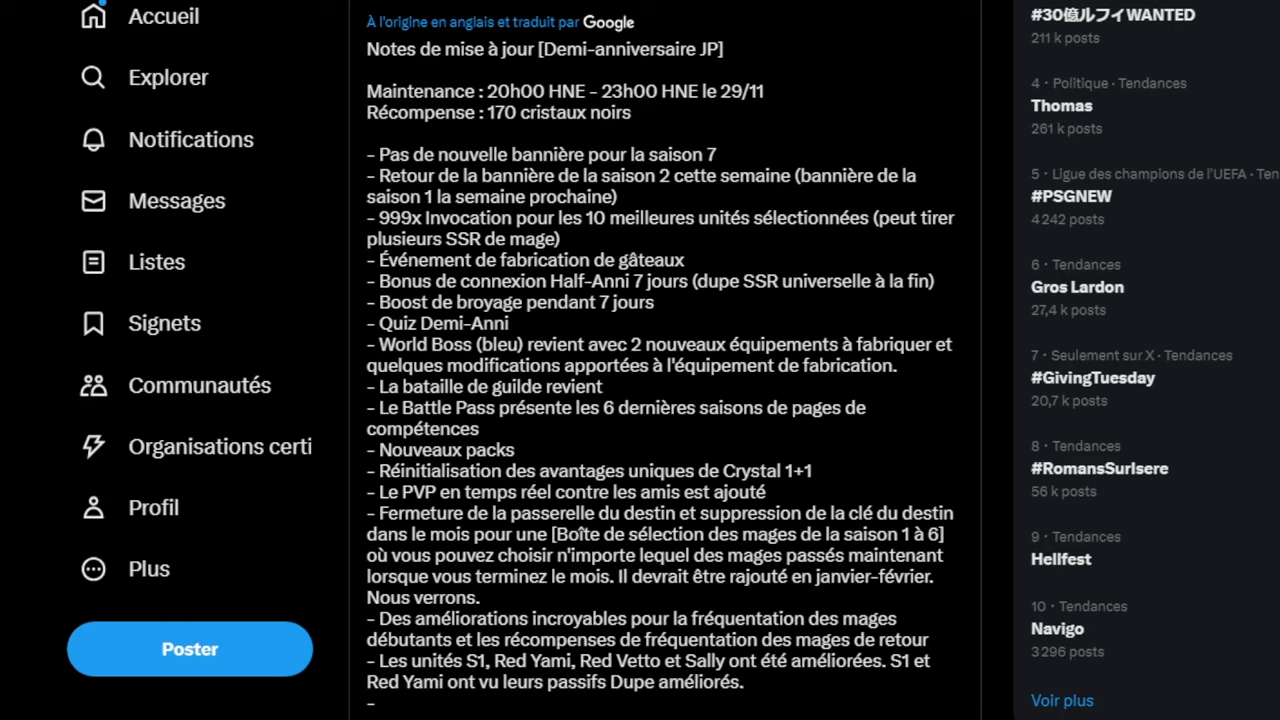 Accueil
Explorer
Notifications
Messages
Listes
Signets
Communautés
Organisations certi
Profil
Plus
Poster
À l'origine en anglais et traduit par Google
Notes de mise à jour [Demi-anniversaire JP]
Maintenance : 20h00 HNE - 23h00 HNE le 29/11
Récompense : 170 cristaux noirs
- Pas de nouvelle bannière pour la saison 7
- Retour de la bannière de la saison 2 cette semaine (bannière de la
saison 1 la semaine prochaine)
- 999x Invocation pour les 10 meilleures unités sélectionnées (peut tirer
plusieurs SSR de mage)
- Événement de fabrication de gâteaux
- Bonus de connexion Half-Anni 7 jours (dupe SSR universelle à la fin)
- Boost de broyage pendant 7 jours
- Quiz Demi-Anni
- World Boss (bleu) revient avec 2 nouveaux équipements à fabriquer et
quelques modifications apportées à l'équipement de fabrication.
- La bataille de guilde revient
- Le Battle Pass présente les 6 dernières saisons de pages de
compétences
- Nouveaux packs
- Réinitialisation des avantages uniques de Crystal 1+1
- Le PVP en temps réel contre les amis est ajouté
- Fermeture de la passerelle du destin et suppression de la clé du destin
dans le mois pour une [Boîte de sélection des mages de la saison 1 à 6]
où vous pouvez choisir n'importe lequel des mages passés maintenant
lorsque vous terminez le mois. Il devrait être rajouté en janvier-février.
Nous verrons.
- Des améliorations incroyables pour la fréquentation des mages
débutants et les récompenses de fréquentation des mages de retour
- Les unités S1, Red Yami, Red Vetto et Sally ont été améliorées. S1 et
Red Yami ont vu leurs passifs Dupe améliorés.
-
#30億ルフィWANTED
211 k posts
4 · Politique · Tendances
Thomas
261 k posts
5 · Ligue des champions de l'UEFA · Ten
#PSGNEW
4 242 posts
6 · Tendances
Gros Lardon
27,4 k posts
7 · Seulement sur X · Tendances
#GivingTuesday
20,7 k posts
8 · Tendances
#RomansSurIsere
56 k posts
9 · Tendances
Hellfest
10 · Tendances
Navigo
3 296 posts
Voir plus